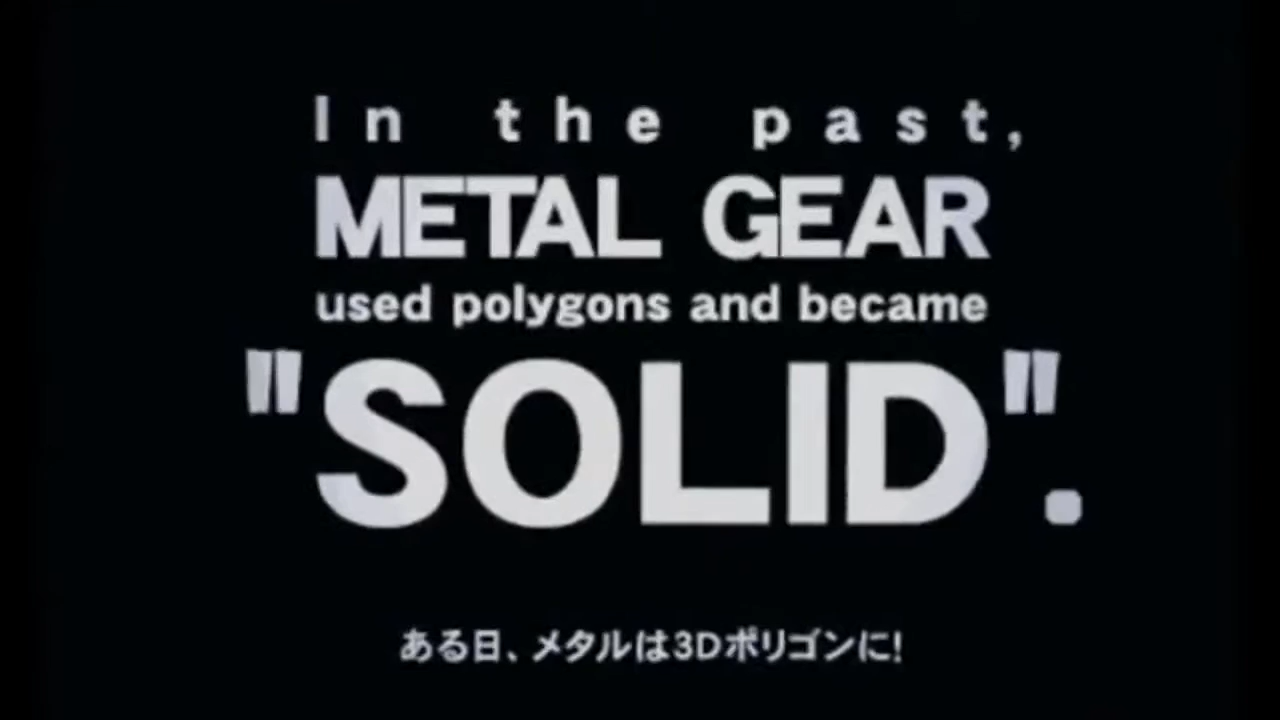 In the past,
METAL GEAR
used polygons and became
"SOLID".
ある日、メタルは3Dポリゴンに!